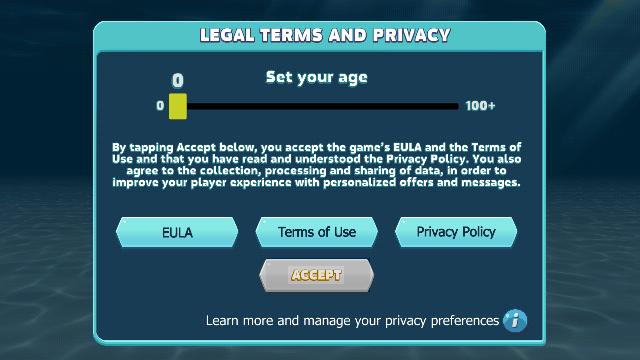 LEGAL TERMS AND PRIVACY
0
Set your age
0 100+
By tapping Accept below, you accept the game's EULA and the Terms of
Use and that you have read and understood the Privacy Policy. You also
agree to the collection, processing and sharing of data, in order to
improve your player experience with personalized offers and messages.
EULA Terms of Use Privacy Policy
ACCEPT
Learn more and manage your privacy preferences i